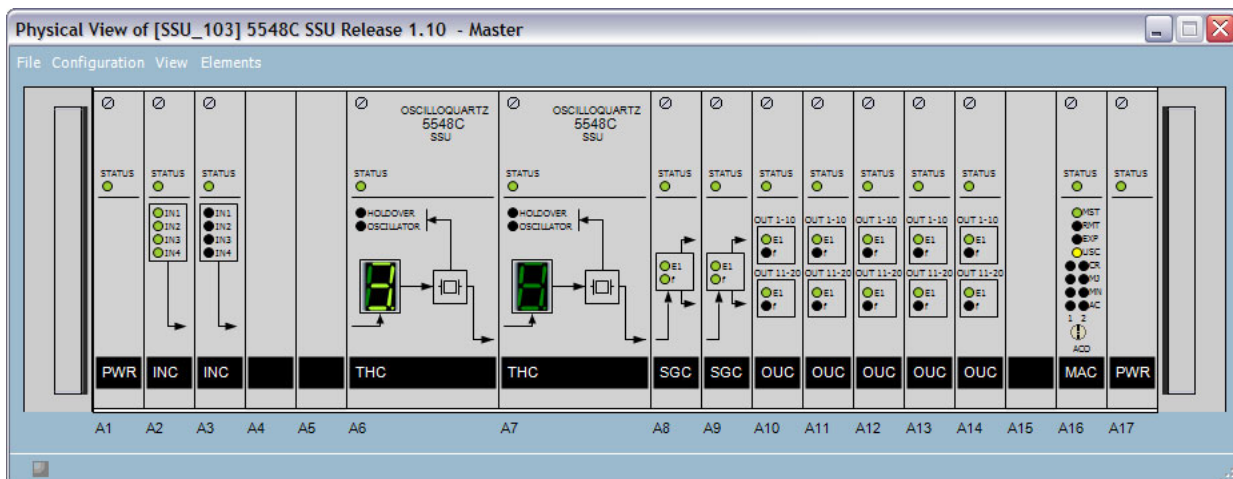 Physical View of [SSU_103] 5548C SSU Release 1.10 - Master
File Configuration View Elements
OSCILLOQUARTZ OSCILLOQUARTZ
5548C 5548C
SSU SSU
STATUS STATUS STATUS STATUS STATUS STATUS STATUS STATUS STATUS STATUS STATUS STATUS STATUS STATUS
IN1 IN1 HOLDOVER HOLDOVER MST
IN2 IN2 OSCILLATOR OSCILLATOR OUT 1-10 OUT 1-10 OUT 1-10 OUT 1-10 OUT 1-10 RMT
IN3 IN3 E1 E1 E1 E1 E1 EXP
IN4 IN4 f f f f f USC
E1 E1 CR
OUT 11-20 OUT 11-20 OUT 11-20 OUT 11-20 OUT 11-20 MJ
f f E1 E1 E1 E1 E1 MN
f f f f f AC
1 2
ACO
PWR INC INC THC THC SGC SGC OUC OUC OUC OUC OUC MAC PWR
A1 A2 A3 A4 A5 A6 A7 A8 A9 A10 A11 A12 A13 A14 A15 A16 A17